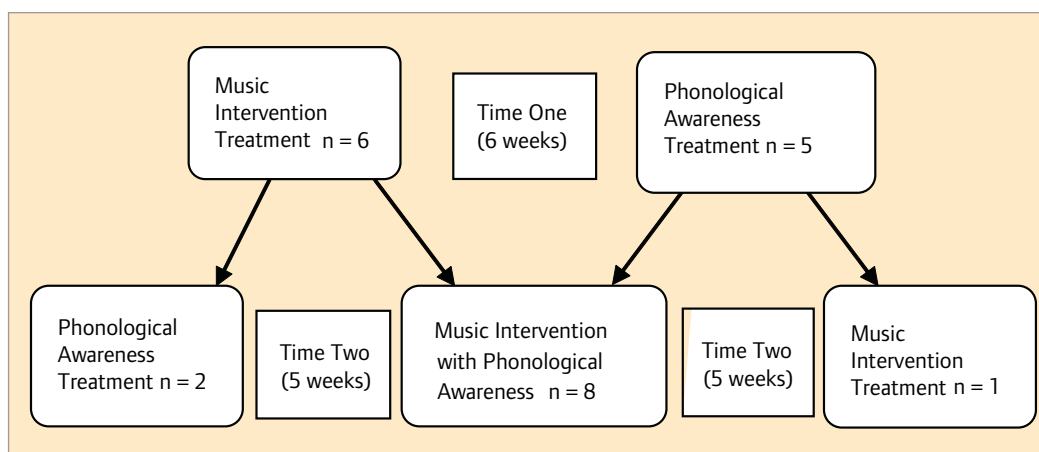 Music
Intervention
Treatment n = 6
Time One
(6 weeks)
Phonological
Awareness
Treatment n = 5
Phonological
Awareness
Treatment n = 2
Time Two
(5 weeks)
Music Intervention
with Phonological
Awareness n = 8
Time Two
(5 weeks)
Music
Intervention
Treatment n = 1